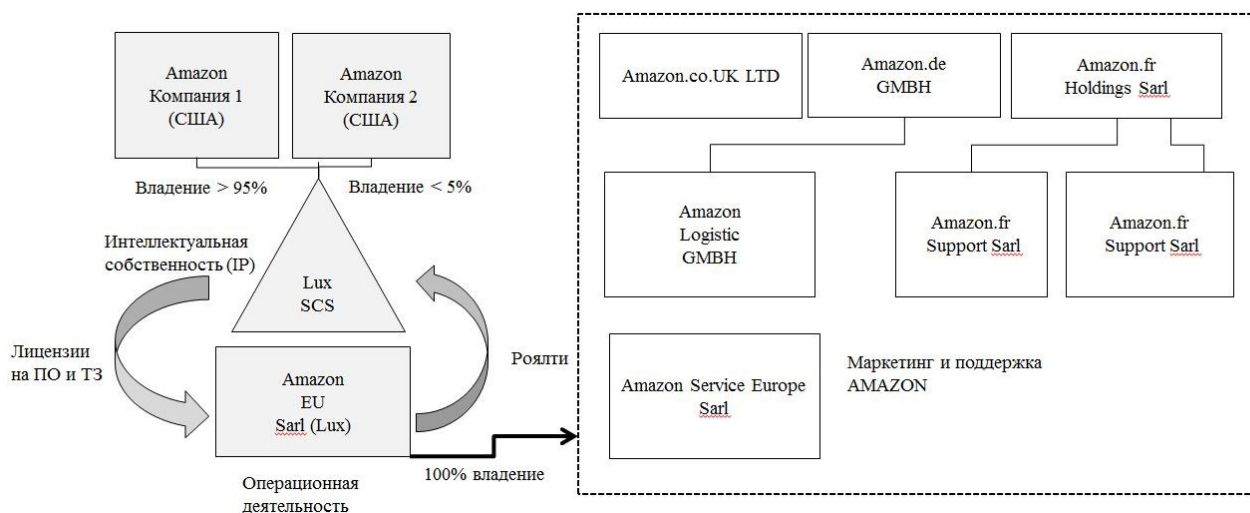 Amazon
Компания 1
(США)
Amazon
Компания 2
(США)
Владение > 95%
Владение < 5%
Интеллектуальная
собственность (IP)
Lux
SCS
Лицензии
на ПО и ТЗ
Роялти
Amazon
EU
Sarl (Lux)
100% владение
Операционная
деятельность
Amazon.co.UK LTD
Amazon.de
GMBH
Amazon.fr
Holdings Sarl
Amazon
Logistic
GMBH
Amazon.fr
Support Sarl
Amazon.fr
Support Sarl
Amazon Service Europe
Sarl
Маркетинг и поддержка
AMAZON